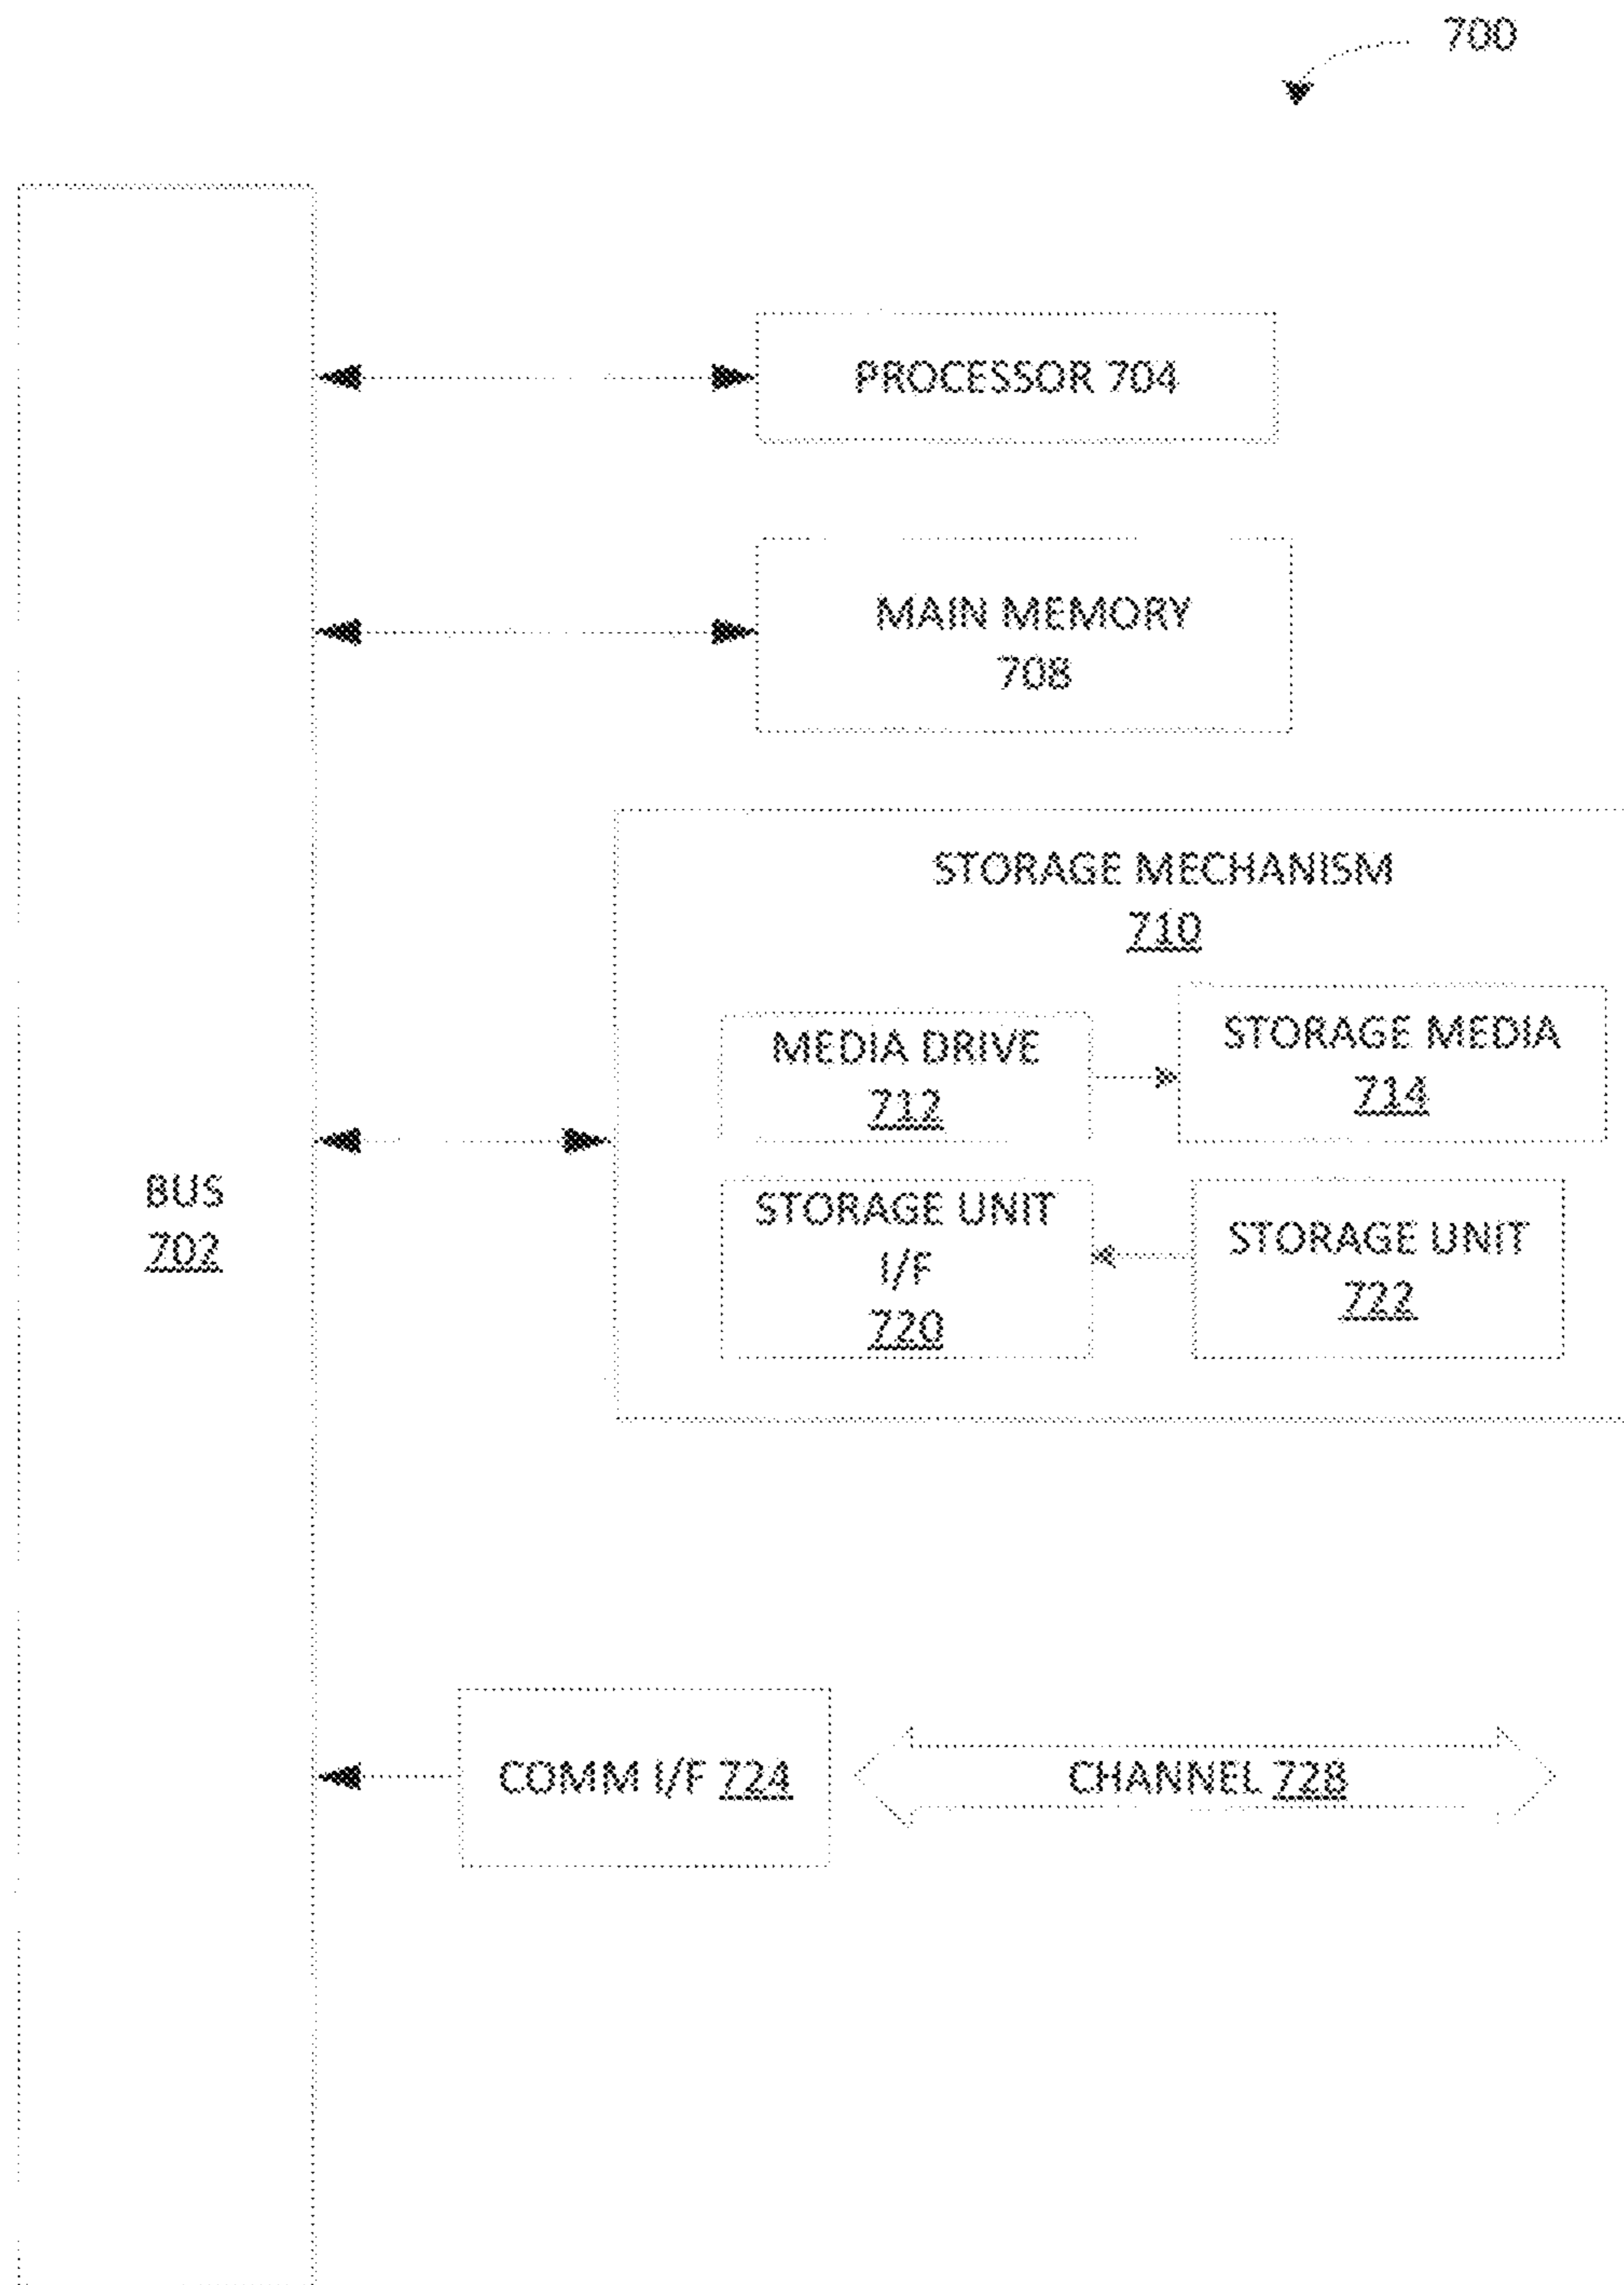 700
PROCESSOR 704
MAIN MEMORY
708
STORAGE MECHANISM
710
MEDIA DRIVE
712
STORAGE MEDIA
714
STORAGE UNIT
I/F
720
STORAGE UNIT
722
BUS
702
COMM I/F 724
CHANNEL 728